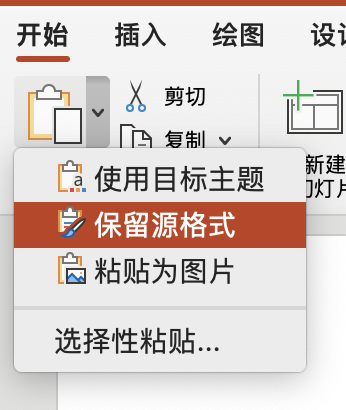 开始 插入 绘图 设计
剪切
复制
新建
幻灯片
使用目标主题
保留源格式
粘贴为图片
选择性粘贴...